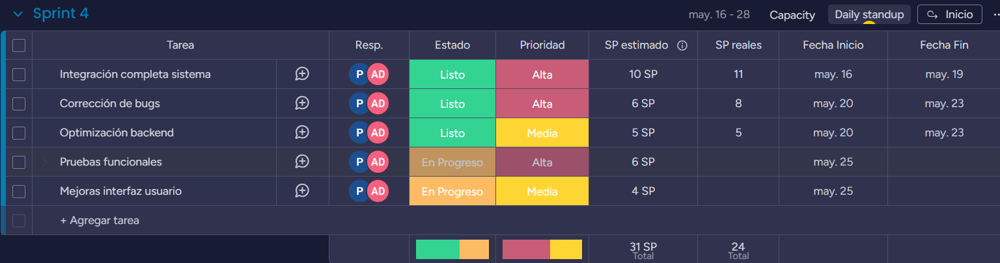 Sprint 4 may. 16 - 28 Capacity Daily standup Inicio
Tarea Resp. Estado Prioridad SP estimado SP reales Fecha Inicio Fecha Fin
Integración completa sistema P AD Listo Alta 10 SP 11 may. 16 may. 19
Corrección de bugs P AD Listo Alta 6 SP 8 may. 20 may. 23
Optimización backend P AD Listo Media 5 SP 5 may. 20 may. 23
Pruebas funcionales P AD En Progreso Alta 6 SP may. 25
Mejoras interfaz usuario P AD En Progreso Media 4 SP may. 25
+ Agregar tarea
31 SP 24
Total Total